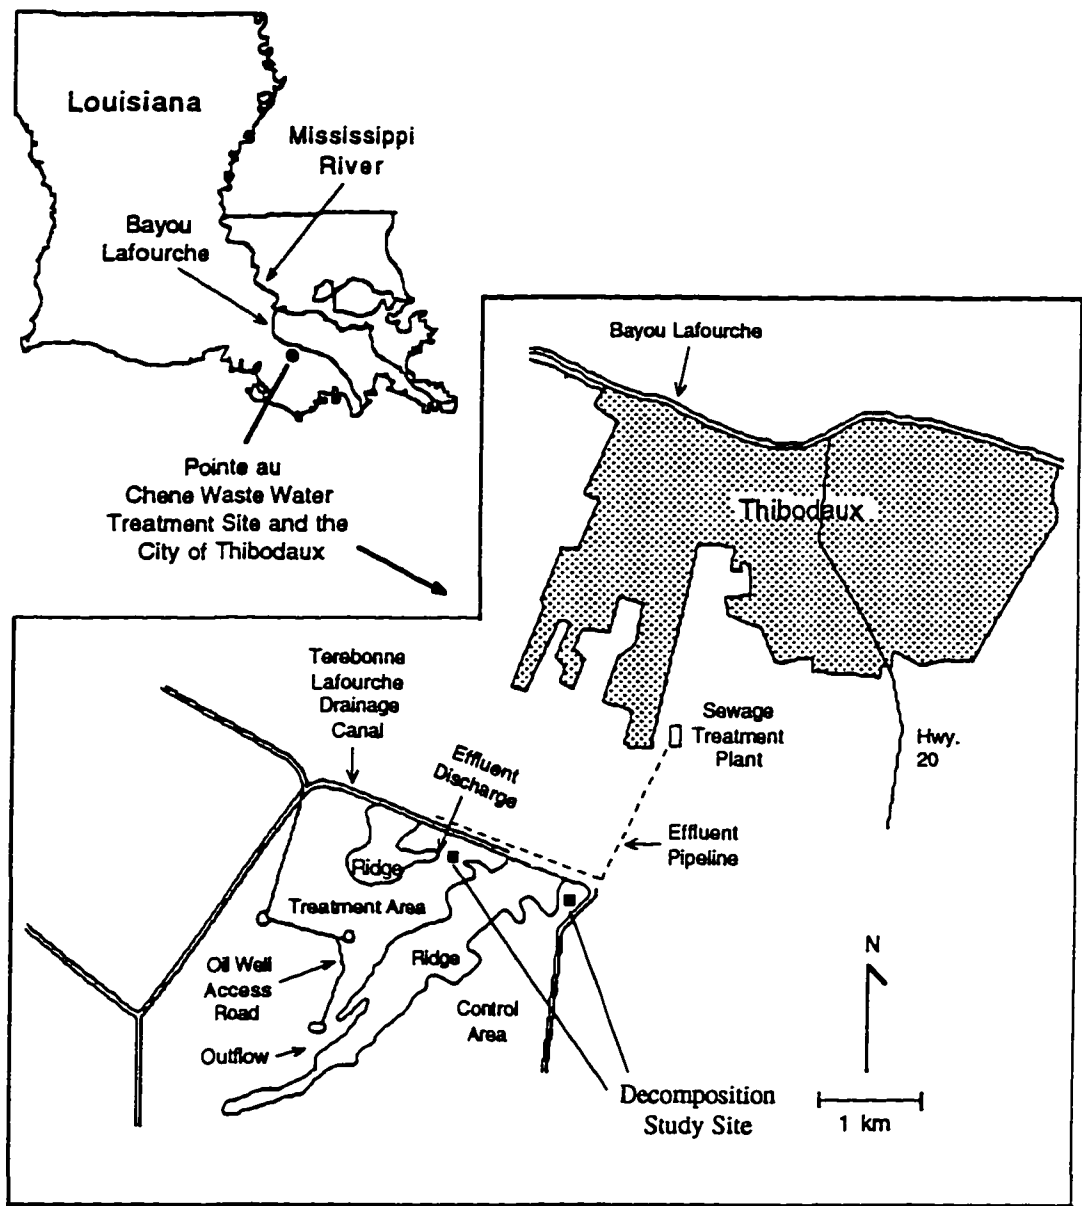 Louisiana
Mississippi
River
Bayou
Lafourche
Pointe au
Chene Waste Water
Treatment Site and the
City of Thibodaux
Bayou Lafourche
Thibodaux
Terebonne
Lafourche
Drainage
Canal
Effluent
Discharge
Sewage
Treatment
Plant
Hwy.
20
Effluent
Pipeline
Ridge
Treatment Area
Ridge
Oil Well
Access
Road
Control
Area
Outflow
N
Decomposition
Study Site
1 km